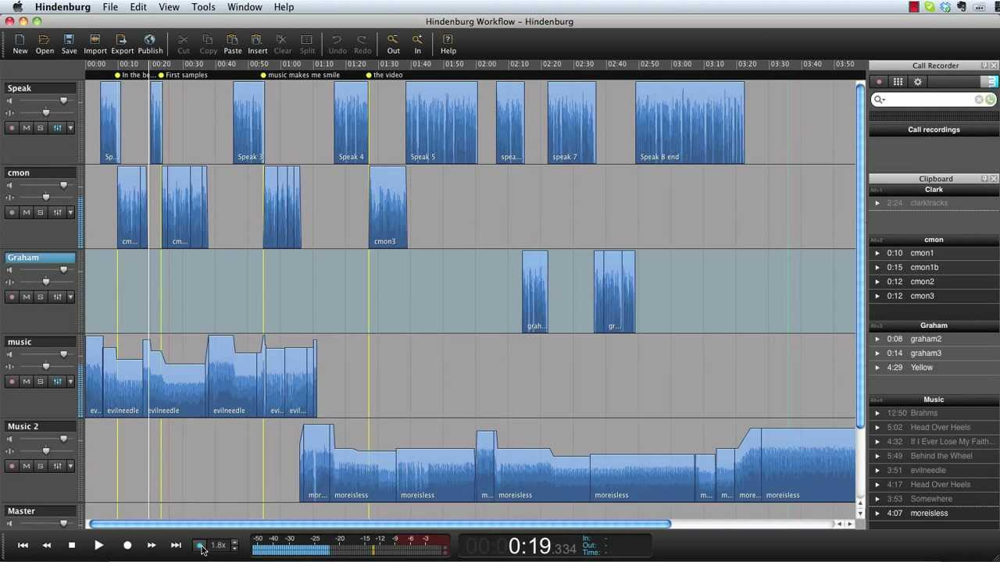 Hindenburg File Edit View Tools Window Help
Hindenburg Workflow – Hindenburg
New Open Save Import Export Publish Cut Copy Paste Insert Clear Split Undo Redo Out In Help
00:00 00:10 00:20 00:30 00:40 00:50 01:00 01:10 01:20 01:30 01:40 01:50 02:00 02:10 02:20 02:30 02:40 02:50 03:00 03:10 03:20 03:30 03:40 03:50
In the be... First samples music makes me smile the video
Speak
M S
Sp... Speak 3 Speak 4 Speak 5 spea... speak 7 Speak 8 end
cmon
M S
cm... cm... cmon3
Graham
M S
grah... gr...
music
M S
ev.. evilneedle evilneedle evilneedle evi.. evil...
Music 2
M S
mor... moreisless moreisless m... moreisless moreisless m... m... more... moreisless
Master
Call Recorder
Call recordings
Clipboard
Alt+1 Clark
2:24 clarktracks
Alt+2 cmon
0:10 cmon1
0:15 cmon1b
0:12 cmon2
0:12 cmon3
Alt+3 Graham
0:08 graham2
0:14 graham3
4:29 Yellow
Alt+4 Music
12:50 Brahms
5:02 Head Over Heels
4:32 If I Ever Lose My Faith...
5:49 Behind the Wheel
3:51 evilneedle
4:17 Head Over Heels
3:53 Somewhere
4:07 moreisless
1.8x
-50 -40 -30 -25 -20 -15 -12 -9 -6 -3
00:00:19.334
In: -
Out: -
Time: -